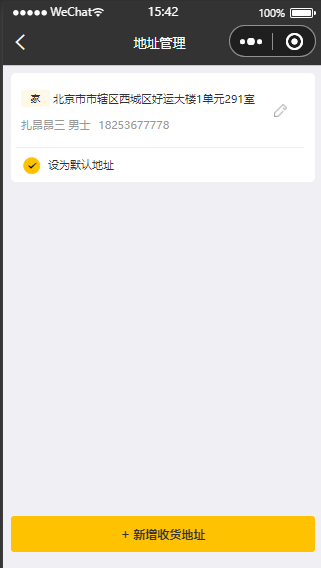 WeChat 15:42 100%
地址管理
家 北京市市辖区西城区好运大楼1单元291室
扎昌昌三 男士 18253677778
设为默认地址
+ 新增收货地址